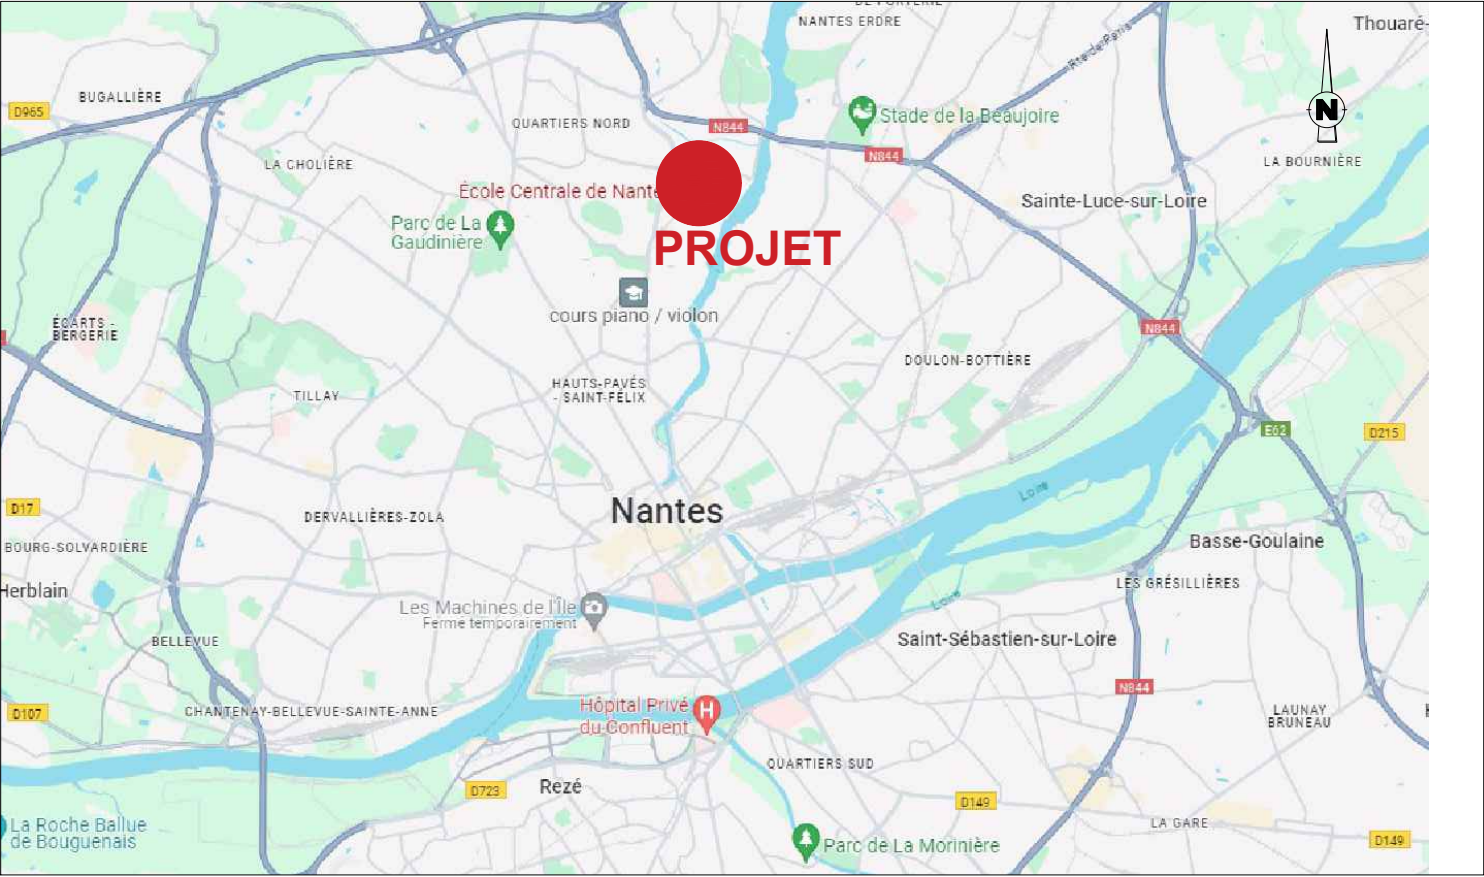 NANTES ERDRE
Thouaré-
Rte de Paris
BUGALLIÈRE
D965
Stade de la Beaujoire
QUARTIERS NORD
N844
N
N844
LA CHOLIÈRE
LA BOURNIÈRE
École Centrale de Nante
Sainte-Luce-sur-Loire
Parc de La
Gaudinière
PROJET
cours piano / violon
ÉCARTS -
BERGERIE
N844
DOULON-BOTTIÈRE
HAUTS-PAVÉS
- SAINT-FÉLIX
TILLAY
E62
D215
Loire
D17
Nantes
DERVALLIÈRES-ZOLA
BOURG-SOLVARDIÈRE
Basse-Goulaine
LES GRÉSILLIÈRES
Herblain
Loire
Les Machines de l'Île
Fermé temporairement
BELLEVUE
Saint-Sébastien-sur-Loire
N844
Hôpital Privé
du Confluent
H
D107
CHANTENAY-BELLEVUE-SAINTE-ANNE
LAUNAY
BRUNEAU
QUARTIERS SUD
D723
Rezé
D149
La Roche Ballue
de Bouguenais
LA GARE
Parc de La Morinière
D149